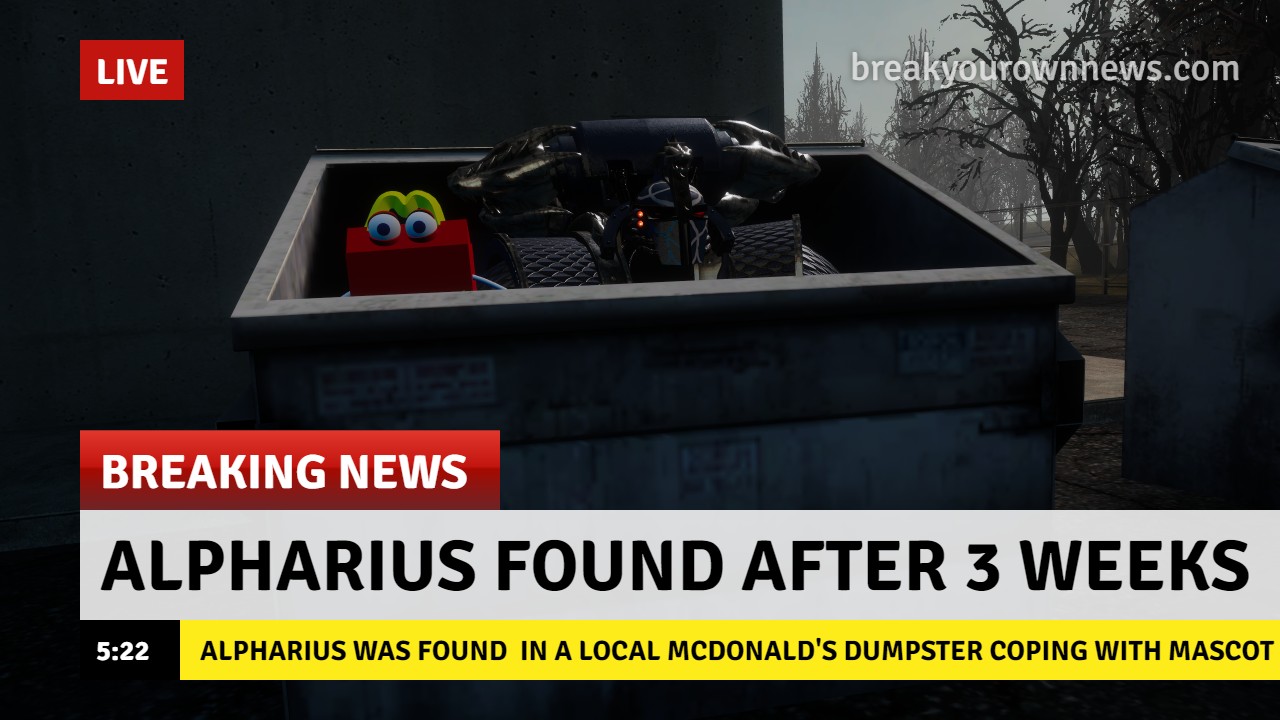 LIVE
breakyourownnews.com
BREAKING NEWS
ALPHARIUS FOUND AFTER 3 WEEKS
5:22
ALPHARIUS WAS FOUND  IN A LOCAL MCDONALD'S DUMPSTER COPING WITH MASCOT